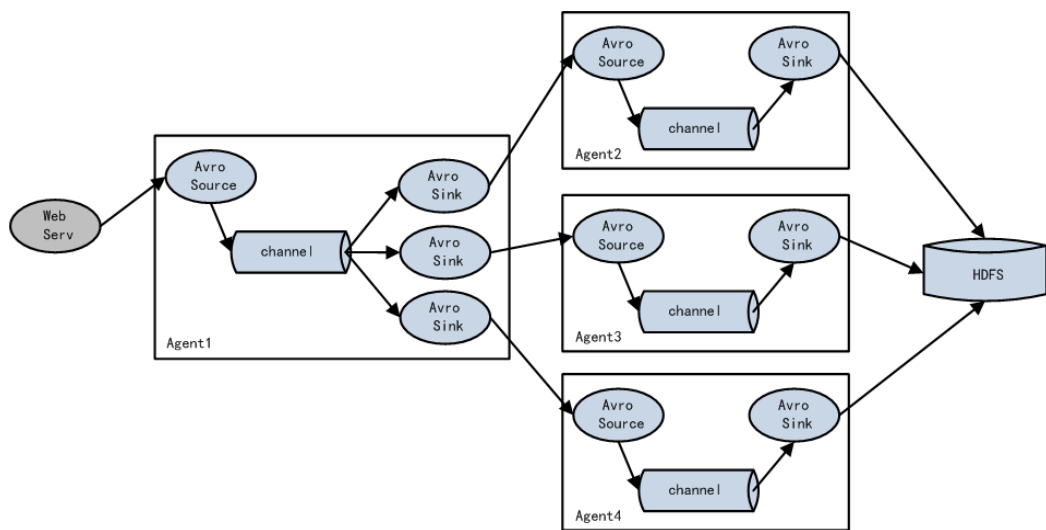 Web
Serv
Avro
Source
channel
Avro
Sink
Avro
Sink
Avro
Sink
Agent1
Avro
Source
channel
Avro
Sink
Agent2
Avro
Source
channel
Avro
Sink
Agent3
Avro
Source
channel
Avro
Sink
Agent4
HDFS